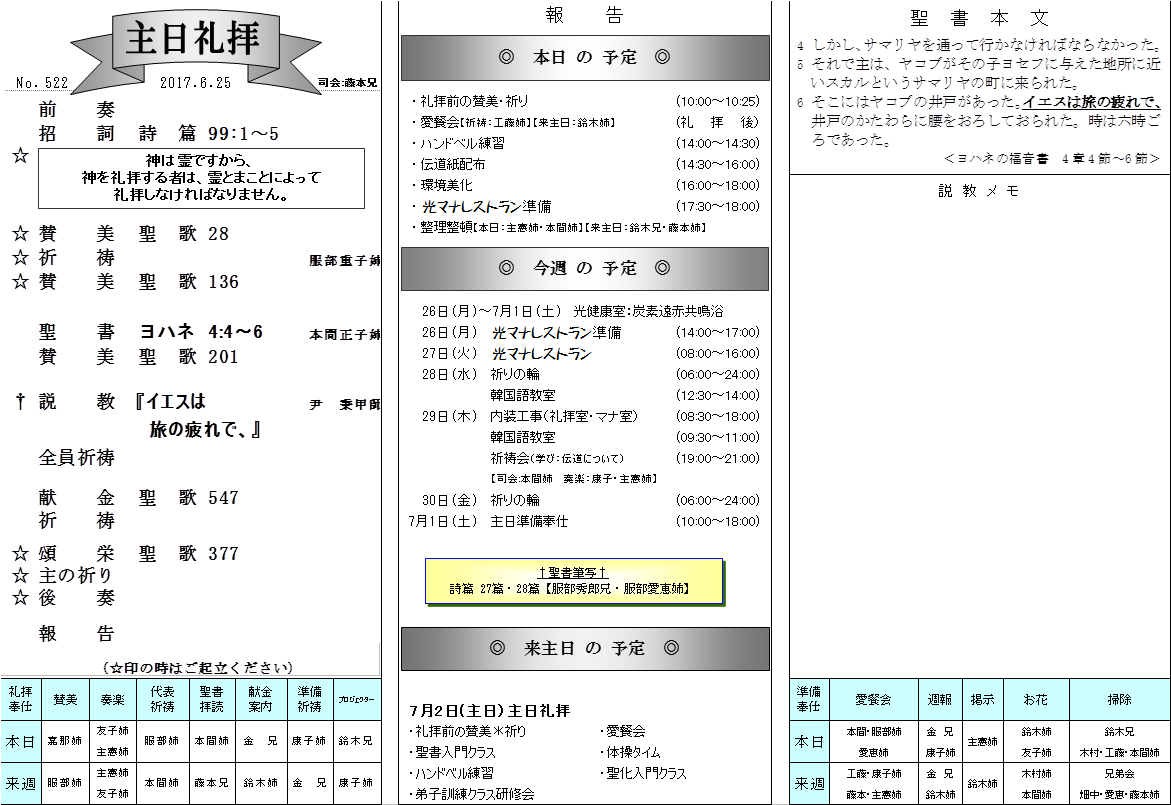 主日礼拝
No. 522 2017.6.25 司会:藤本兄
前 奏
招 詞 詩 篇 99:1～5
☆ 神は霊ですから、
神を礼拝する者は、霊とまことによって
礼拝しなければなりません。
☆ 賛 美 聖 歌 28
☆ 祈 祷 服部重子姉
☆ 賛 美 聖 歌 136
聖 書 ヨハネ 4:4～6 本間正子姉
賛 美 聖 歌 201
† 説 教 『イエスは 尹 秉甲師
旅の疲れで、』
全員祈祷
献 金 聖 歌 547
祈 祷
☆ 頌 栄 聖 歌 377
☆ 主の祈り
☆ 後 奏
報 告
(☆印の時はご起立ください)
礼拝奉仕 賛美 奏楽 代表祈祷 聖書拝読 献金案内 準備祈祷 プロジェクター
本日 嘉那姉 友子姉 主憲姉 服部姉 本間姉 金 兄 康子姉 鈴木兄
来週 服部姉 主憲姉 友子姉 本間姉 藤本兄 鈴木姉 金 兄 康子姉
報 告
◎ 本日 の 予定 ◎
・礼拝前の賛美・祈り (10:00～10:25)
・愛餐会【祈祷：工藤姉】【来主日：鈴木姉】 (礼 拝 後)
・ハンドベル練習 (14:00～14:30)
・伝道紙配布 (14:30～16:00)
・環境美化 (16:00～18:00)
・光マナレストラン準備 (17:30～18:00)
・整理整頓【本日：主憲姉・本間姉】【来主日：鈴木兄・藤本姉】
◎ 今週 の 予定 ◎
26日(月)～7月1日(土) 光健康室：炭素遠赤共鳴浴
26日(月) 光マナレストラン準備 (14:00～17:00)
27日(火) 光マナレストラン (08:00～16:00)
28日(水) 祈りの輪 (06:00～24:00)
韓国語教室 (12:30～14:00)
29日(木) 内装工事(礼拝室・マナ室) (08:30～18:00)
韓国語教室 (09:30～11:00)
祈祷会(学び：伝道について) (19:00～21:00)
【司会:本間姉 奏楽：康子・主憲姉】
30日(金) 祈りの輪 (06:00～24:00)
7月1日(土) 主日準備奉仕 (10:00～18:00)
†聖書筆写†
詩篇 27篇・28篇【服部秀郎兄・服部愛恵姉】
◎ 来主日 の 予定 ◎
7月2日(主日) 主日礼拝
・礼拝前の賛美＊祈り ・愛餐会
・聖書入門クラス ・体操タイム
・ハンドベル練習 ・聖化入門クラス
・弟子訓練クラス研修会
聖 書 本 文
4 しかし、サマリヤを通って行かなければならなかった。
5 それで主は、ヤコブがその子ヨセフに与えた地所に近
いスカルというサマリヤの町に来られた。
6 そこにはヤコブの井戸があった。イエスは旅の疲れで、
井戸のかたわらに腰をおろしておられた。時は六時ご
ろであった。
＜ヨハネの福音書 4章4節～6節＞
説 教 メ モ
準備奉仕 愛餐会 週報 掲示 お花 掃除
本日 本間・服部姉 愛恵姉 金 兄 康子姉 主憲姉 鈴木姉 友子姉 鈴木兄 木村・工藤・本間姉
来週 工藤・康子姉 藤本・主憲姉 金 兄 鈴木姉 鈴木姉 木村姉 本間姉 兄弟会 畑中・愛恵・藤本姉